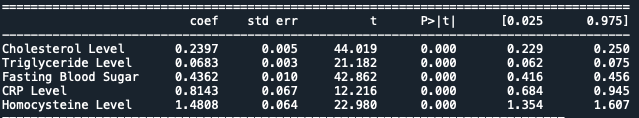 coef std err t P>|t| [0.025 0.975]
Cholesterol Level 0.2397 0.005 44.019 0.000 0.229 0.250
Triglyceride Level 0.0683 0.003 21.182 0.000 0.062 0.075
Fasting Blood Sugar 0.4362 0.010 42.862 0.000 0.416 0.456
CRP Level 0.8143 0.067 12.216 0.000 0.684 0.945
Homocysteine Level 1.4808 0.064 22.980 0.000 1.354 1.607